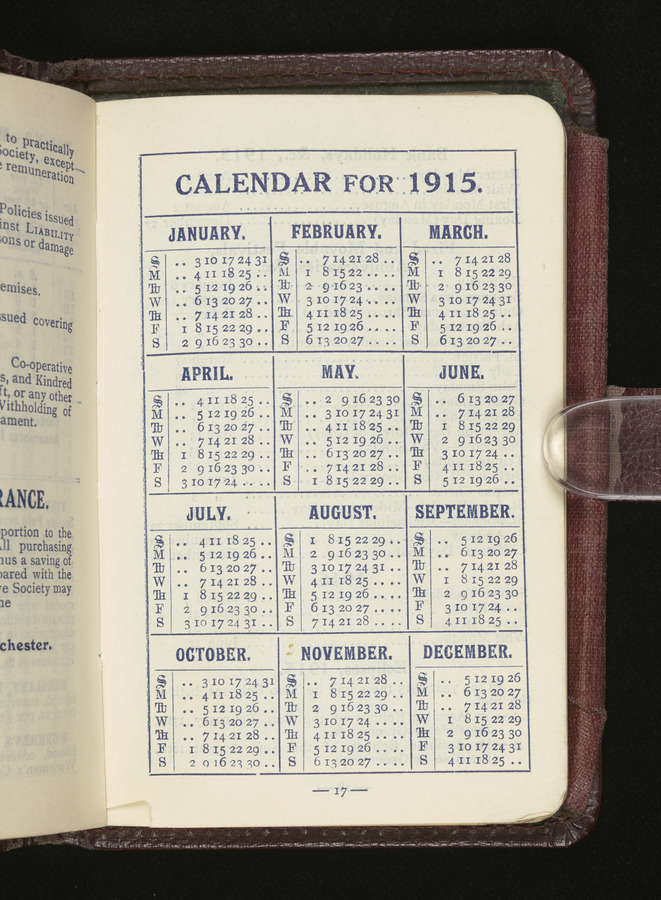 to practically
ociety, except
remuneration
Policies issued
inst LIABILITY
sons or damage
emises.
sued covering
Co-operative
s, and Kindred
ft, or any other
Withholding of
ament.
RANCE.
portion to the
ll purchasing
nus a saving of
pared with the
ve Society may
ne
chester.
CALENDAR FOR 1915.
JANUARY. FEBRUARY. MARCH.
S .. 3 10 17 24 31 S .. 7 14 21 28 .. S .. 7 14 21 28
M .. 4 11 18 25 .. M 1 8 15 22 .. .. M 1 8 15 22 29
Tu .. 5 12 19 26 .. Tu 2 9 16 23 .. .. Tu 2 9 16 23 30
W .. 6 13 20 27 .. W 3 10 17 24 .. .. W 3 10 17 24 31
Th .. 7 14 21 28 .. Th 4 11 18 25 .. .. Th 4 11 18 25 ..
F 1 8 15 22 29 .. F 5 12 19 26 .. .. F 5 12 19 26 ..
S 2 9 16 23 30 .. S 6 13 20 27 .. .. S 6 13 20 27 ..
APRIL. MAY. JUNE.
S .. 4 11 18 25 .. S .. 2 9 16 23 30 S .. 6 13 20 27
M .. 5 12 19 26 .. M .. 3 10 17 24 31 M .. 7 14 21 28
Tu .. 6 13 20 27 .. Tu .. 4 11 18 25 .. Tu 1 8 15 22 29
W .. 7 14 21 28 .. W .. 5 12 19 26 .. W 2 9 16 23 30
Th 1 8 15 22 29 .. Th .. 6 13 20 27 .. Th 3 10 17 24 ..
F 2 9 16 23 30 .. F .. 7 14 21 28 .. F 4 11 18 25 ..
S 3 10 17 24 .. .. S 1 8 15 22 29 .. S 5 12 19 26 ..
JULY. AUGUST. SEPTEMBER.
S .. 4 11 18 25 .. S 1 8 15 22 29 .. S .. 5 12 19 26
M .. 5 12 19 26 .. M 2 9 16 23 30 .. M .. 6 13 20 27
Tu .. 6 13 20 27 .. Tu 3 10 17 24 31 .. Tu .. 7 14 21 28
W .. 7 14 21 28 .. W 4 11 18 25 .. .. W 1 8 15 22 29
Th 1 8 15 22 29 .. Th 5 12 19 26 .. .. Th 2 9 16 23 30
F 2 9 16 23 30 .. F 6 13 20 27 .. .. F 3 10 17 24 ..
S 3 10 17 24 31 .. S 7 14 21 28 .. .. S 4 11 18 25 ..
OCTOBER. NOVEMBER. DECEMBER.
S .. 3 10 17 24 31 S .. 7 14 21 28 .. S .. 5 12 19 26
M .. 4 11 18 25 .. M 1 8 15 22 29 .. M .. 6 13 20 27
Tu .. 5 12 19 26 .. Tu 2 9 16 23 30 .. Tu .. 7 14 21 28
W .. 6 13 20 27 .. W 3 10 17 24 .. .. W 1 8 15 22 29
Th .. 7 14 21 28 .. Th 4 11 18 25 .. .. Th 2 9 16 23 30
F 1 8 15 22 29 .. F 5 12 19 26 .. .. F 3 10 17 24 31
S 2 9 16 23 30 .. S 6 13 20 27 .. .. S 4 11 18 25 ..
— 17 —